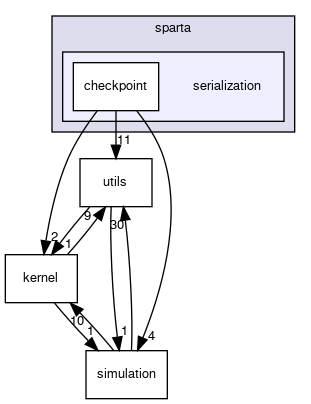 sparta
checkpoint
serialization
11
utils
2
9
1
30
kernel
10
1
1
4
simulation